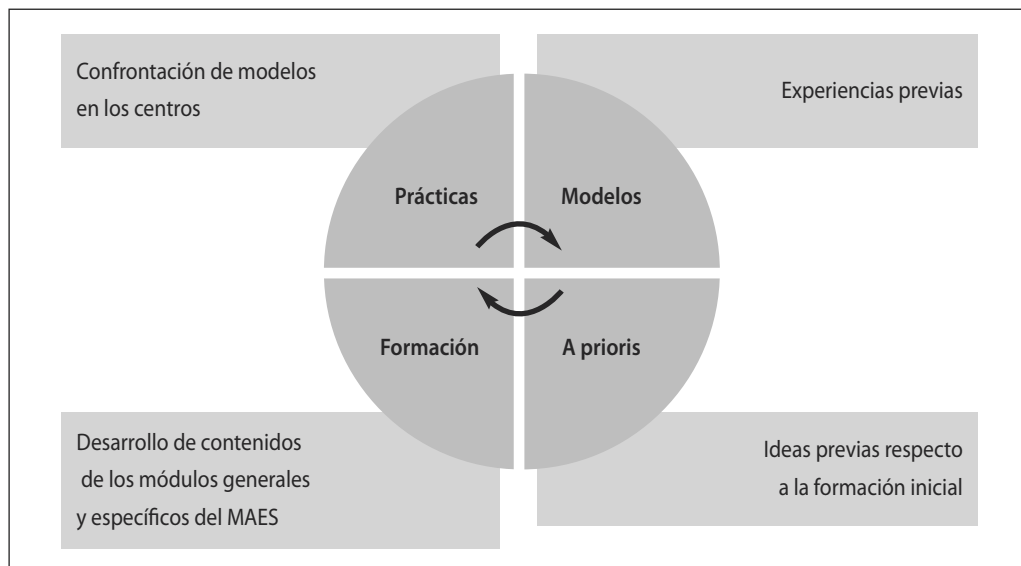 Confrontación de modelos
en los centros
Experiencias previas
Prácticas
Modelos
Formación
A prioris
Desarrollo de contenidos
de los módulos generales
y específicos del MAES
Ideas previas respecto
a la formación inicial